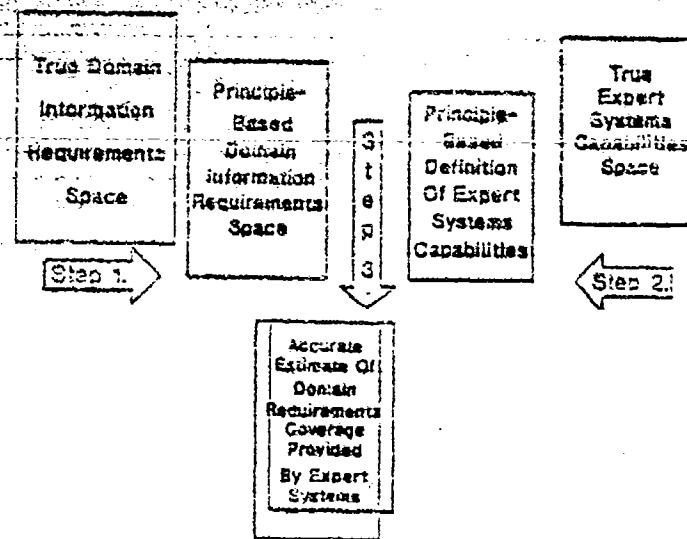 True Domain
Information
Requirements
Space
Principle-
Based
Domain
Information
Requirements
Space
Step 3
Principle-
Based
Definition
Of Expert
Systems
Capabilities
True
Expert
Systems
Capabilities
Space
Step 1.
Step 2.
Accurate
Estimate Of
Domain
Requirements
Coverage
Provided
By Expert
Systems